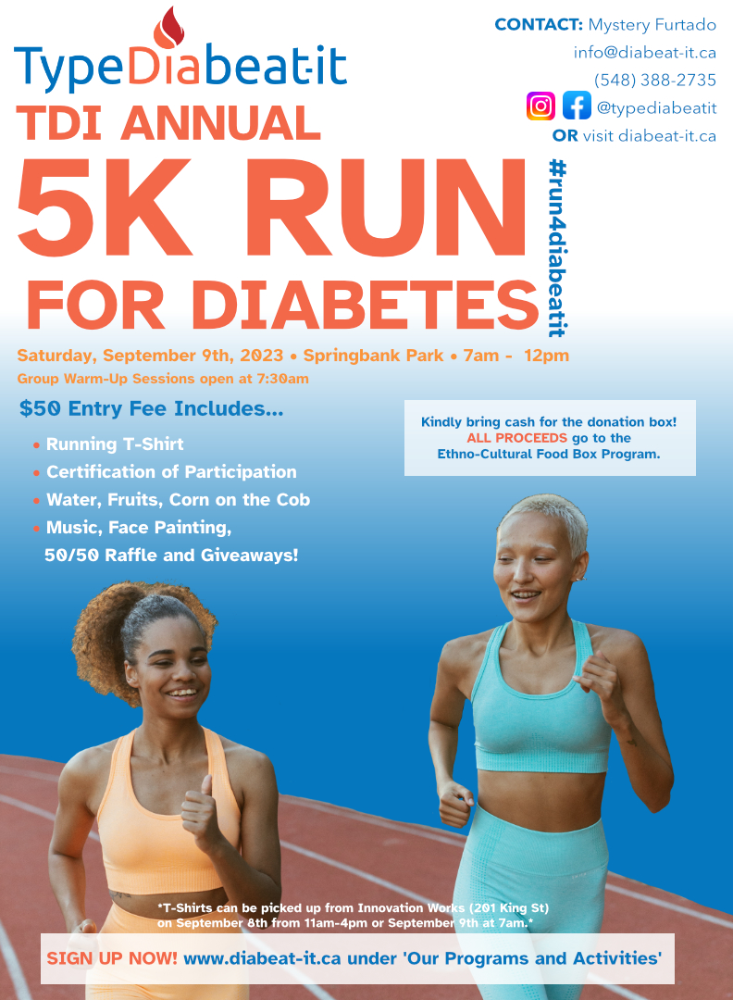 TypeDiabeat-it
CONTACT: Mystery Furtado
info@diabeat-it.ca
(548) 388-2735
@typediabeatit
OR visit diabeat-it.ca
TDI ANNUAL
5K RUN
FOR DIABETES
#run4diabeatit
Saturday, September 9th, 2023 • Springbank Park • 7am - 12pm
Group Warm-Up Sessions open at 7:30am
$50 Entry Fee Includes...
• Running T-Shirt
• Certification of Participation
• Water, Fruits, Corn on the Cob
• Music, Face Painting,
50/50 Raffle and Giveaways!
Kindly bring cash for the donation box!
ALL PROCEEDS go to the
Ethno-Cultural Food Box Program.
*T-Shirts can be picked up from Innovation Works (201 King St)
on September 8th from 11am-4pm or September 9th at 7am.*
SIGN UP NOW! www.diabeat-it.ca under 'Our Programs and Activities'